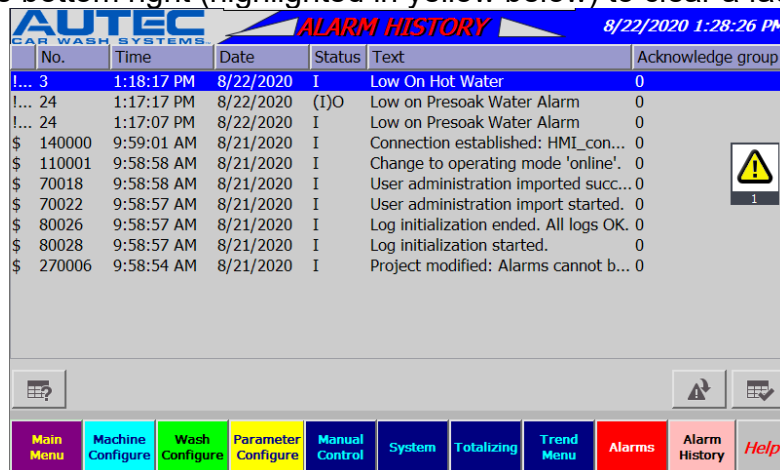 bottom right (highlighted in yellow below) to clear a
AUTEC
CAR WASH SYSTEMS
ALARM HISTORY
8/22/2020 1:28:26 PM
No. Time Date Status Text Acknowledge group
!... 3 1:18:17 PM 8/22/2020 I Low On Hot Water 0
!... 24 1:17:17 PM 8/22/2020 (I)O Low on Presoak Water Alarm 0
!... 24 1:17:07 PM 8/22/2020 I Low on Presoak Water Alarm 0
$ 140000 9:59:01 AM 8/21/2020 I Connection established: HMI_con... 0
$ 110001 9:58:58 AM 8/21/2020 I Change to operating mode 'online'. 0
$ 70018 9:58:58 AM 8/21/2020 I User administration imported succ... 0
$ 70022 9:58:57 AM 8/21/2020 I User administration import started. 0
$ 80026 9:58:57 AM 8/21/2020 I Log initialization ended. All logs OK. 0
$ 80028 9:58:57 AM 8/21/2020 I Log initialization started. 0
$ 270006 9:58:54 AM 8/21/2020 I Project modified: Alarms cannot b... 0
1
Main Menu
Machine Configure
Wash Configure
Parameter Configure
Manual Control
System
Totalizing
Trend Menu
Alarms
Alarm History
Help